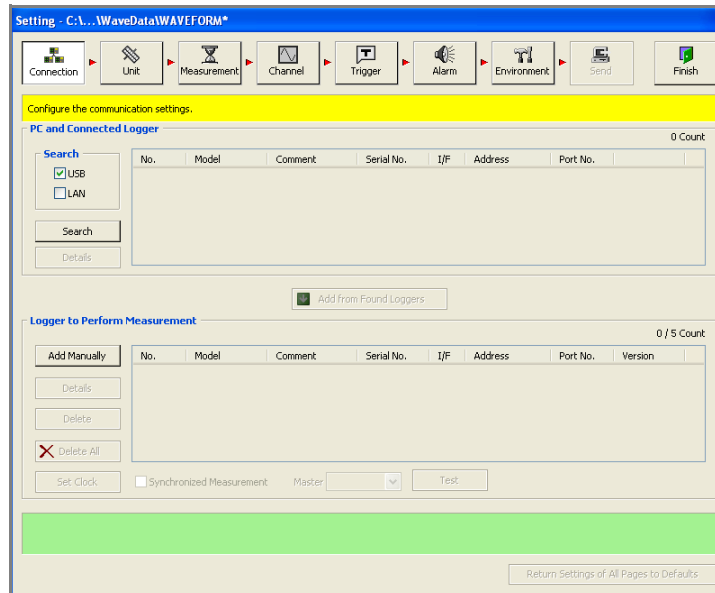 Setting - C:\...\WaveData\WAVEFORM*
Connection Unit Measurement Channel Trigger Alarm Environment Send Finish
Configure the communication settings.
PC and Connected Logger
0 Count
Search
USB
LAN
Search
Details
No. Model Comment Serial No. I/F Address Port No.
Add from Found Loggers
Logger to Perform Measurement
0 / 5 Count
Add Manually
No. Model Comment Serial No. I/F Address Port No. Version
Details
Delete
Delete All
Set Clock Synchronized Measurement Master Test
Return Settings of All Pages to Defaults